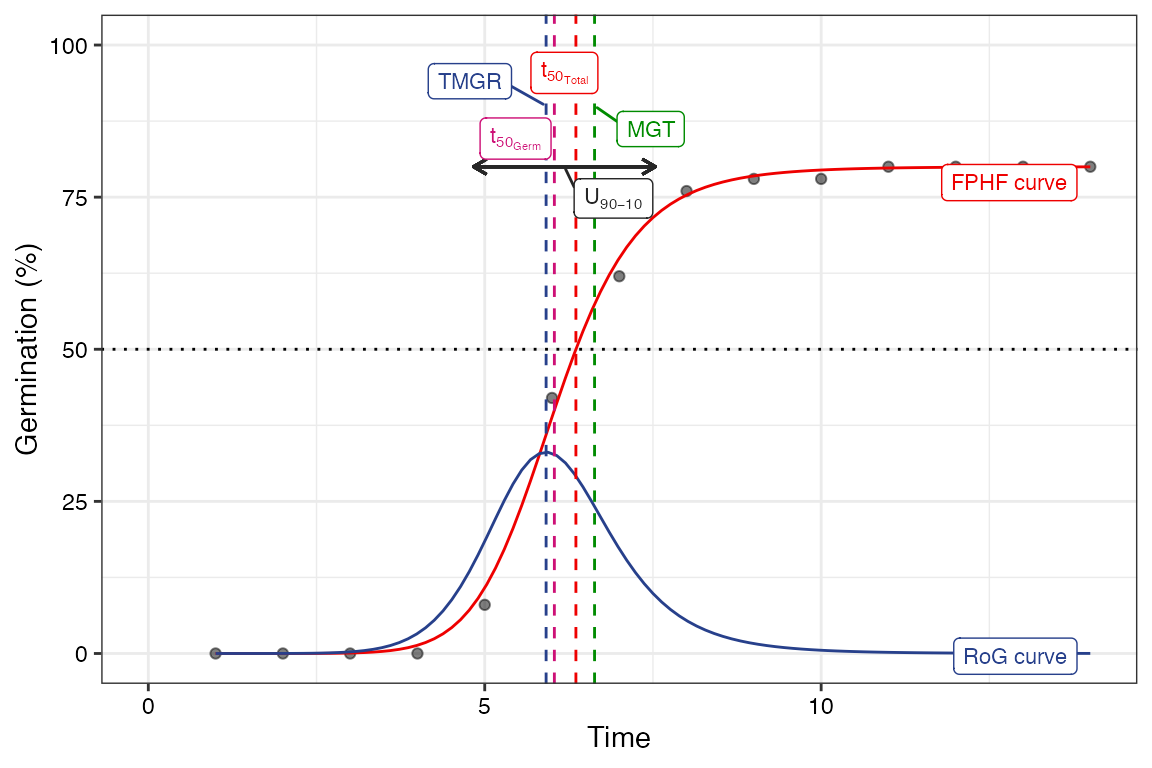 100
75
50
25
0
Germination (%)
TMGR
t50Total
t50Germ
MGT
U90−10
FPHF curve
RoG curve
0 5 10
Time